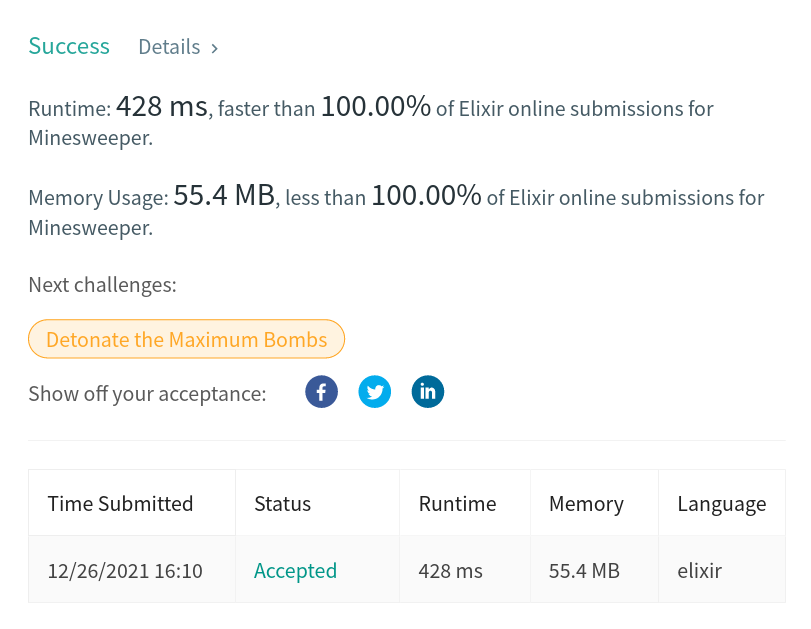 Success Details >
Runtime: 428 ms, faster than 100.00% of Elixir online submissions for
Minesweeper.
Memory Usage: 55.4 MB, less than 100.00% of Elixir online submissions for
Minesweeper.
Next challenges:
Detonate the Maximum Bombs
Show off your acceptance: f in
Time Submitted Status Runtime Memory Language
12/26/2021 16:10 Accepted 428 ms 55.4 MB elixir